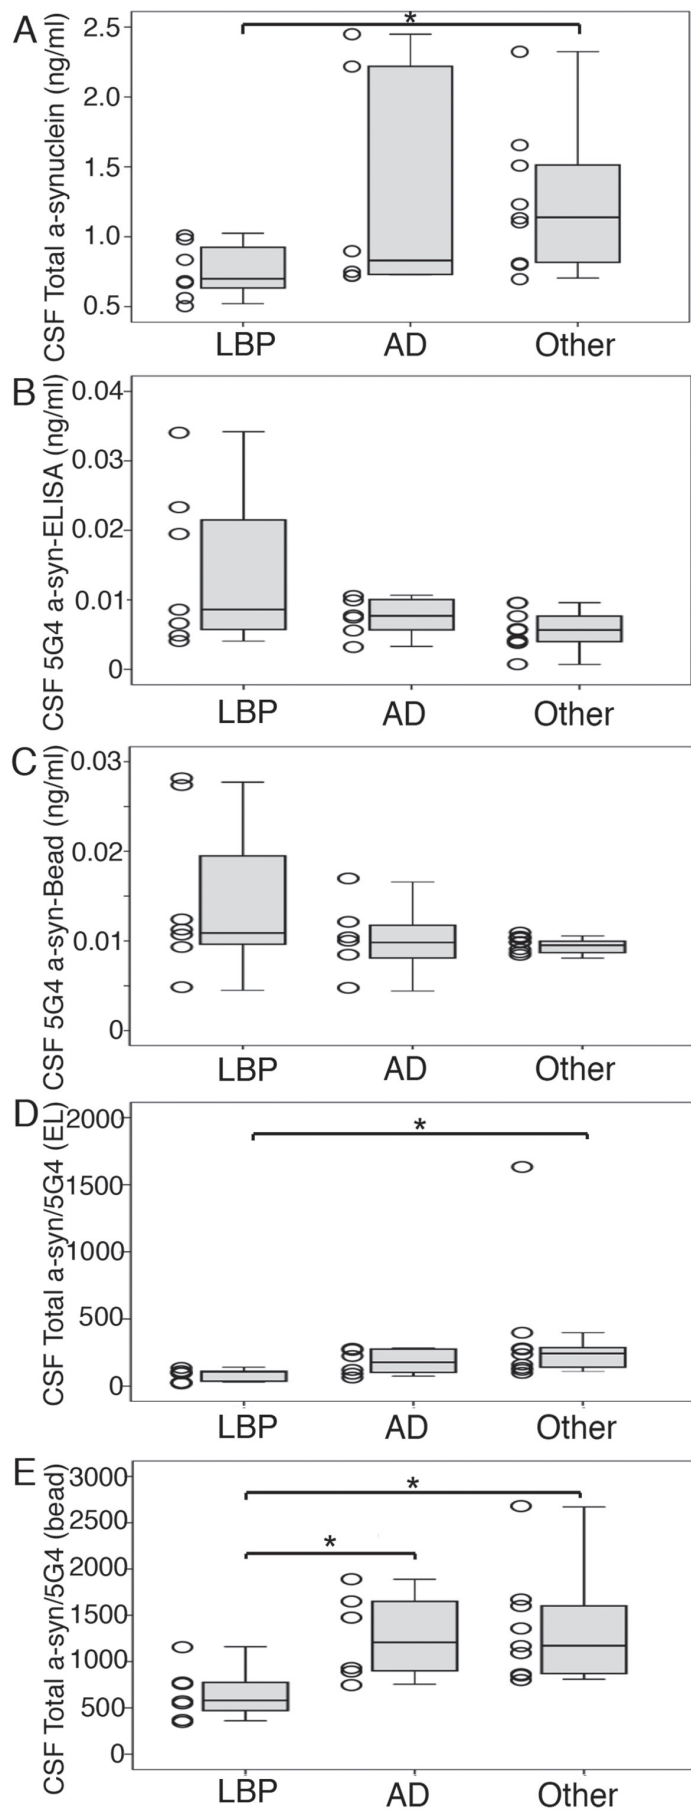 A
CSF Total a-synuclein (ng/ml)
2.5
2.0
1.5
1.0
0.5
*
LBP AD Other
B
CSF 5G4 a-syn-ELISA (ng/ml)
0.04
0.03
0.02
0.01
0
LBP AD Other
C
CSF 5G4 a-syn-Bead (ng/ml)
0.03
0.02
0.01
0
LBP AD Other
D
CSF Total a-syn/5G4 (EL)
2000
1500
1000
500
0
*
LBP AD Other
E
CSF Total a-syn/5G4 (bead)
3000
2500
2000
1500
1000
500
0
*
*
LBP AD Other